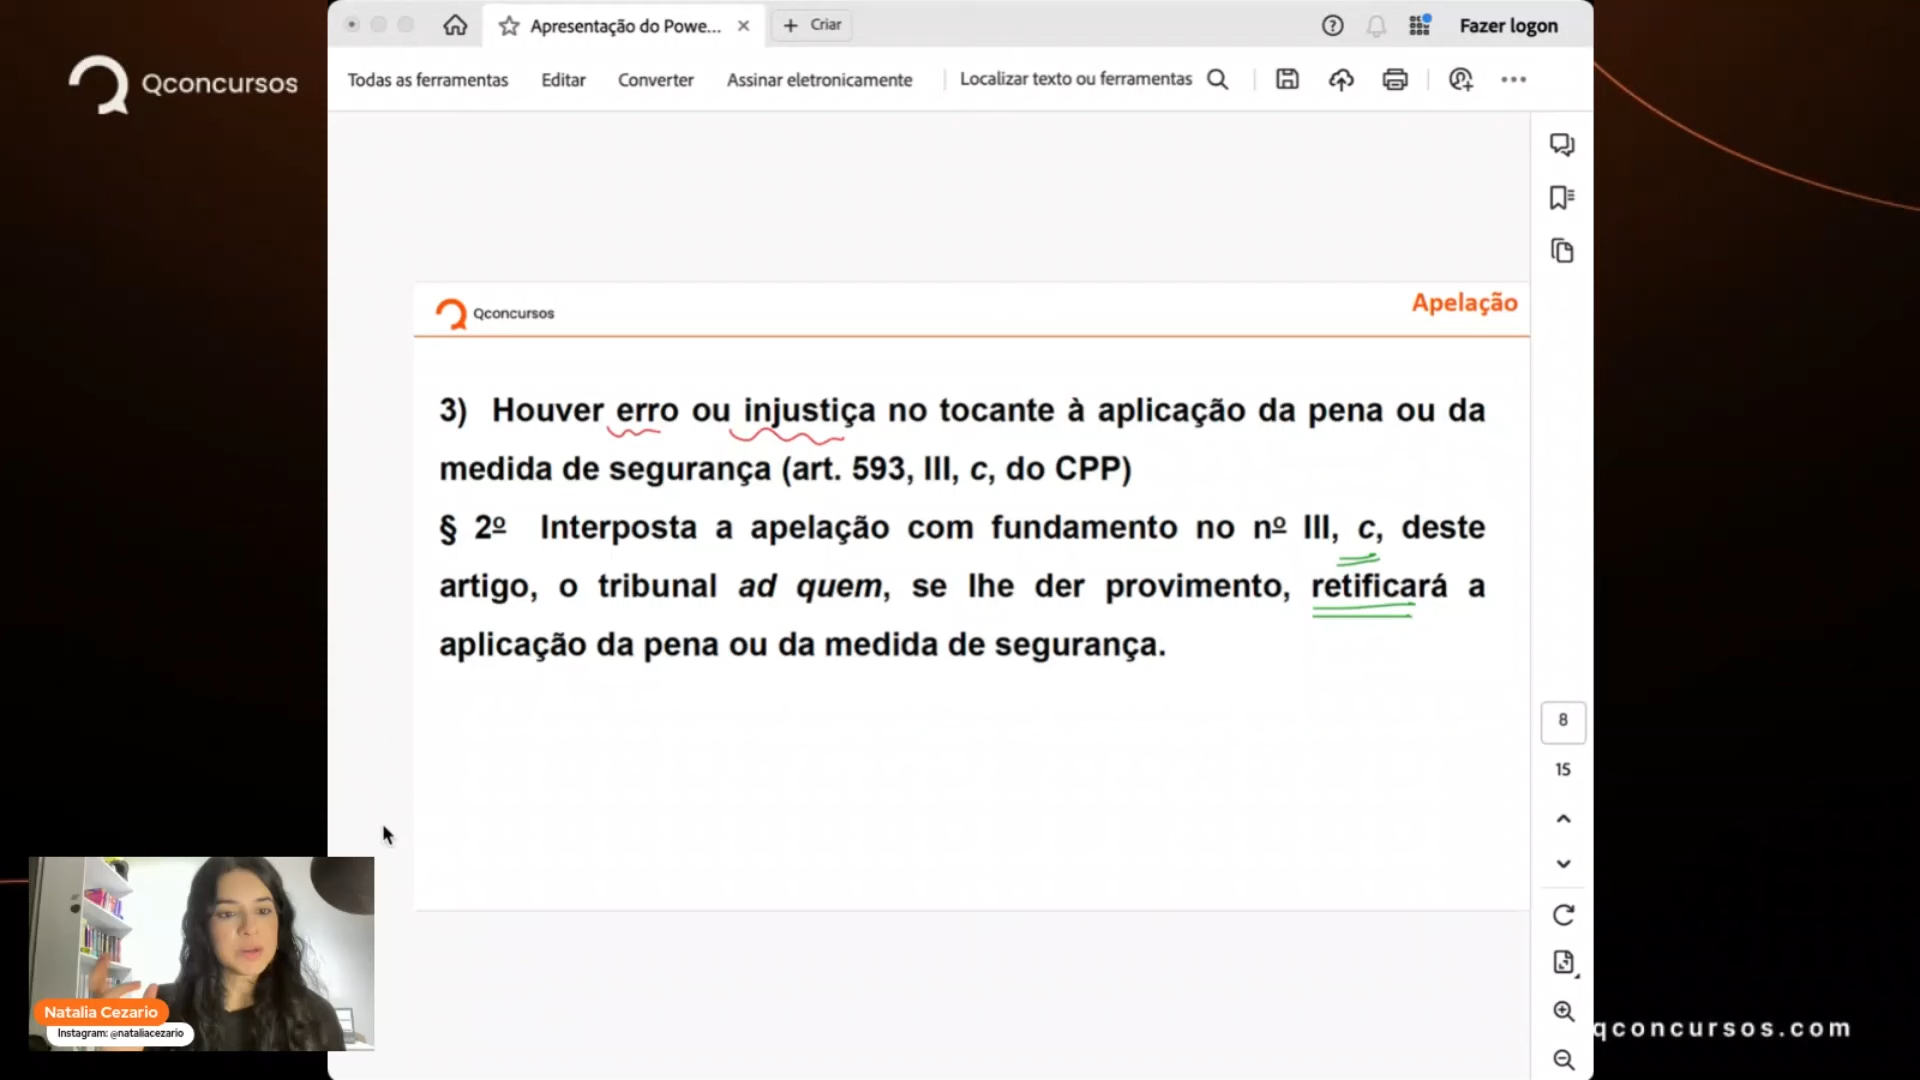 Qconcursos
Apresentação do Powe...
Criar
Fazer logon
Todas as ferramentas
Editar
Converter
Assinar eletronicamente
Localizar texto ou ferramentas
Qconcursos
Apelação
3) Houver erro ou injustiça no tocante à aplicação da pena ou da
medida de segurança (art. 593, III, c, do CPP)
§ 2º Interposta a apelação com fundamento no nº III, c, deste
artigo, o tribunal ad quem, se lhe der provimento, retificará a
aplicação da pena ou da medida de segurança.
8
15
Natalia Cezario
Instagram: @nataliacezario
qconcursos.com